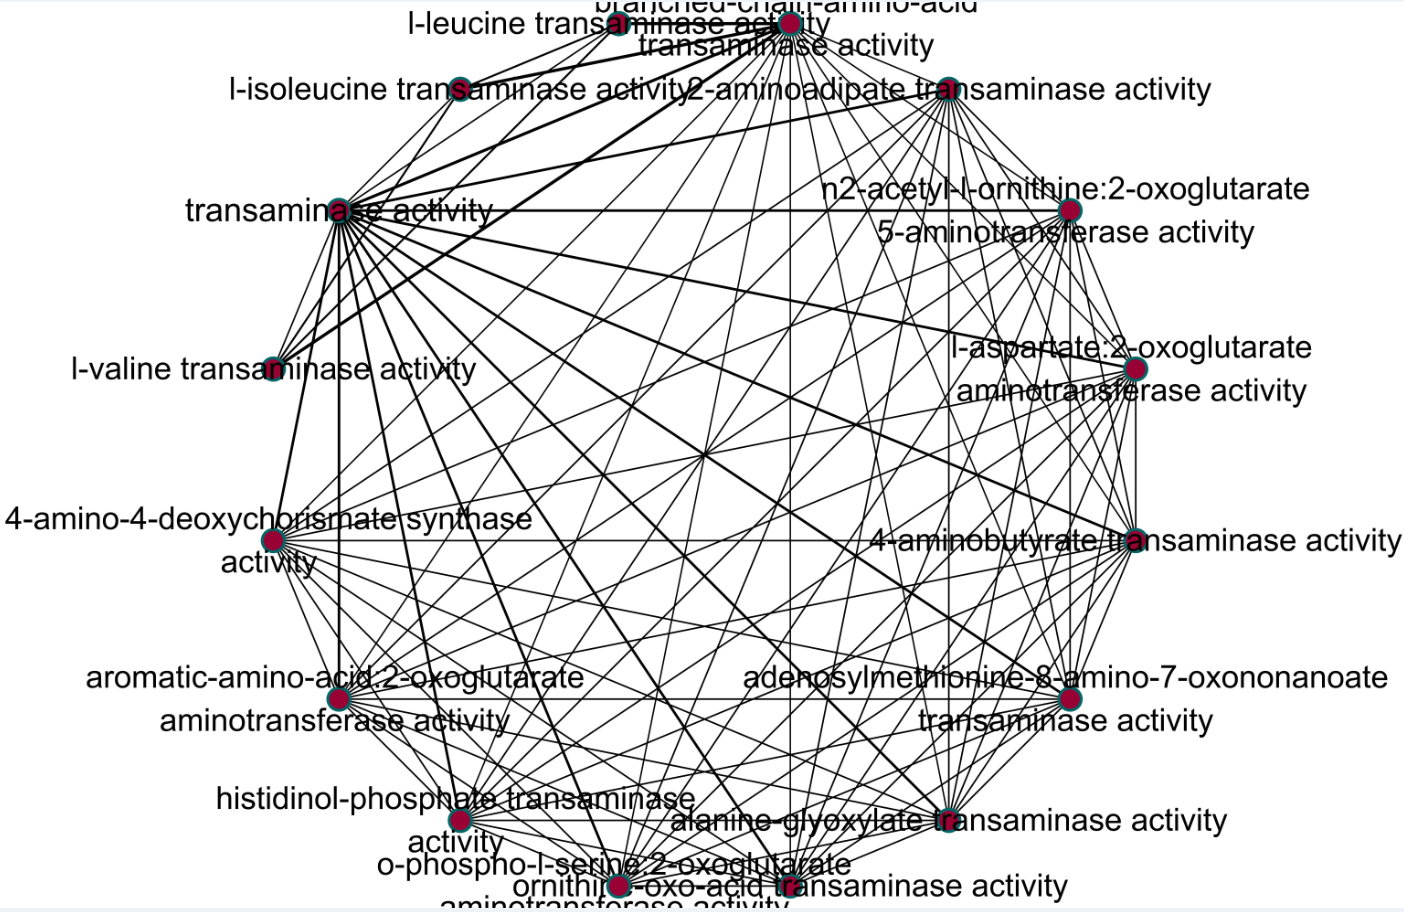 branched-chain-amino-acid
transaminase activity
l-leucine transaminase activity
l-isoleucine transaminase activity
2-aminoadipate transaminase activity
transaminase activity
n2-acetyl-l-ornithine:2-oxoglutarate
5-aminotransferase activity
l-valine transaminase activity
l-aspartate:2-oxoglutarate
aminotransferase activity
4-amino-4-deoxychorismate synthase
activity
4-aminobutyrate transaminase activity
aromatic-amino-acid:2-oxoglutarate
aminotransferase activity
adenosylmethionine-8-amino-7-oxononanoate
transaminase activity
histidinol-phosphate transaminase
activity
alanine-glyoxylate transaminase activity
o-phospho-l-serine:2-oxoglutarate
aminotransferase activity
ornithine-oxo-acid transaminase activity